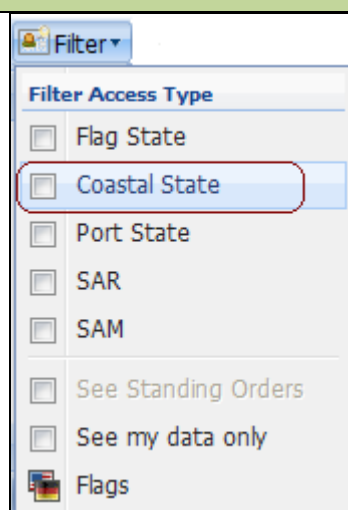 Filter
Filter Access Type
Flag State
Coastal State
Port State
SAR
SAM
See Standing Orders
See my data only
Flags